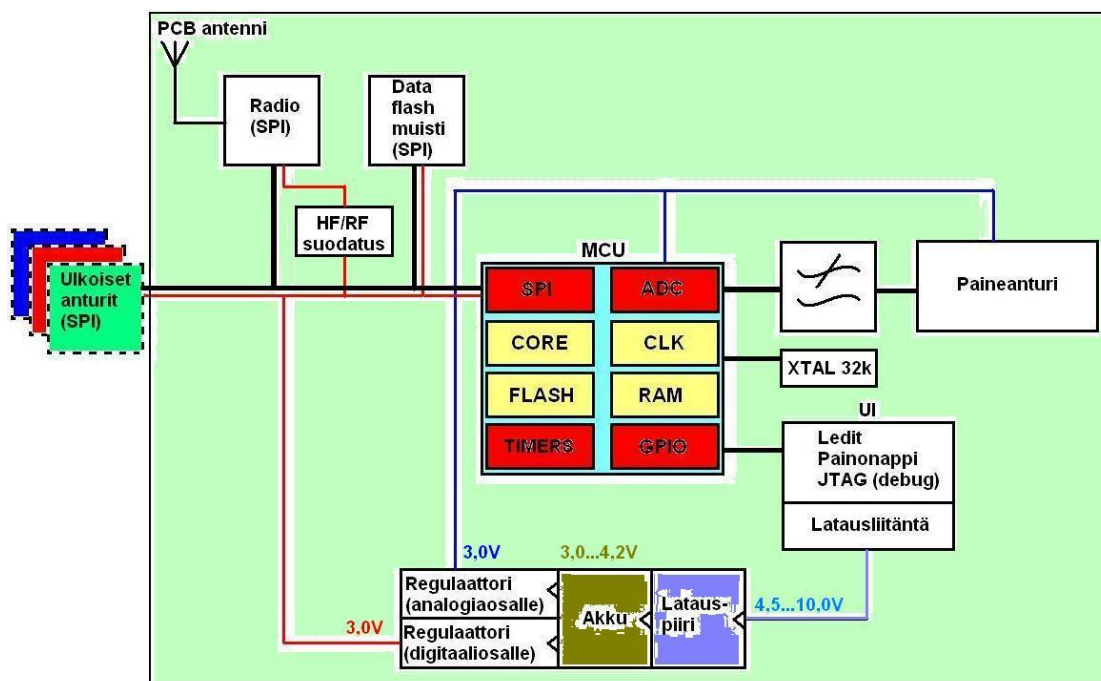 PCB antenni
Radio
(SPI)
Data
flash
muisti
(SPI)
HF/RF
suodatus
Ulkoiset
anturit
(SPI)
MCU
SPI
ADC
CORE
CLK
FLASH
RAM
TIMERS
GPIO
Paineanturi
XTAL 32k
UI
Ledit
Painonappi
JTAG (debug)
Latausliitäntä
3,0V
3,0...4,2V
4,5...10,0V
3,0V
Regulaattori
(analogiaosalle)
Regulaattori
(digitaaliosalle)
Akku
Lataus-
piiri